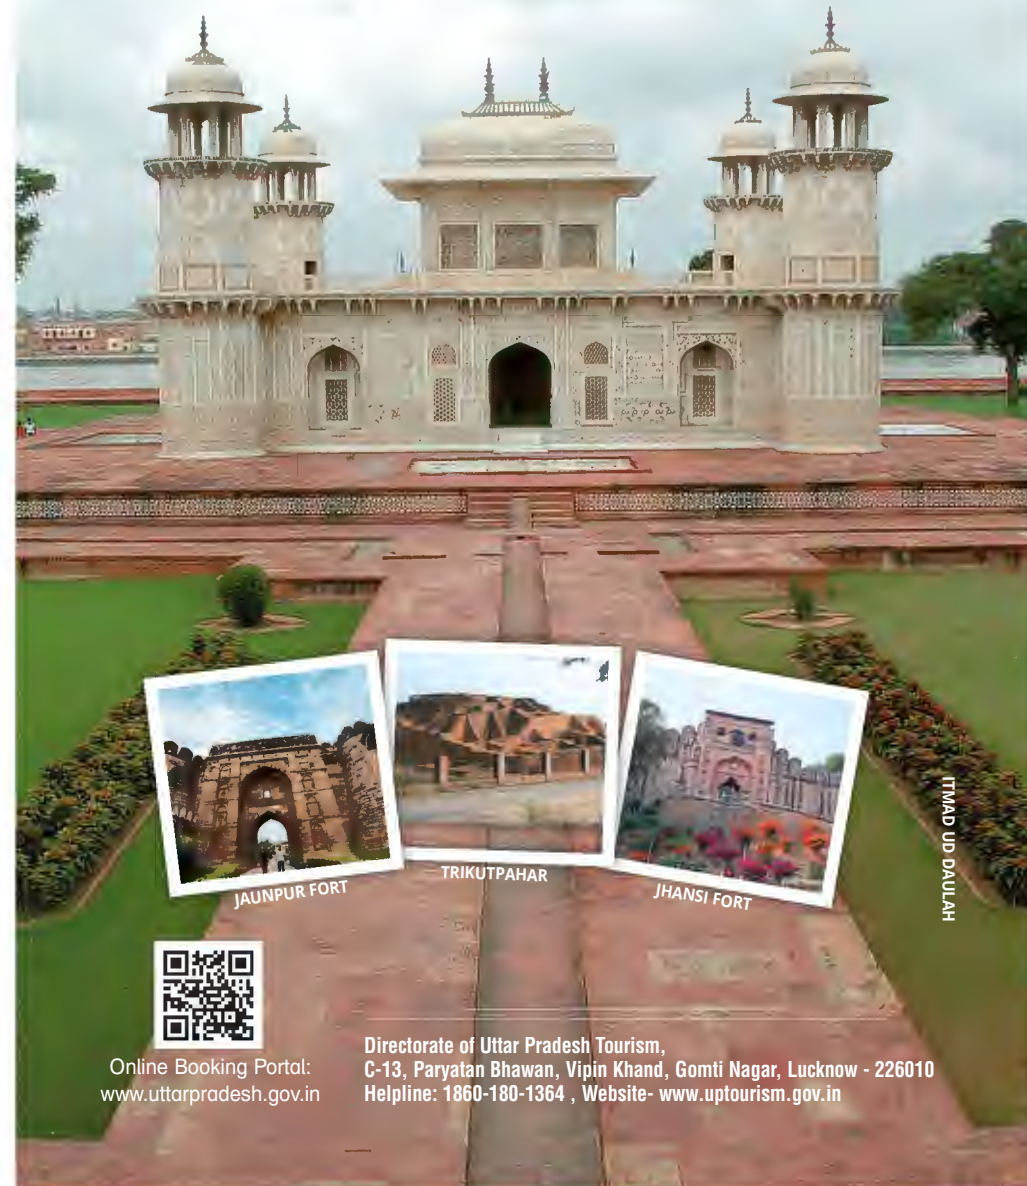 JAUNPUR FORT
TRIKUTPAHAR
JHANSI FORT
ITMAD UD DAULAH
Online Booking Portal:
www.uttarpradesh.gov.in
Directorate of Uttar Pradesh Tourism,
C-13, Paryatan Bhawan, Vipin Khand, Gomti Nagar, Lucknow - 226010
Helpline: 1860-180-1364 , Website- www.uptourism.gov.in